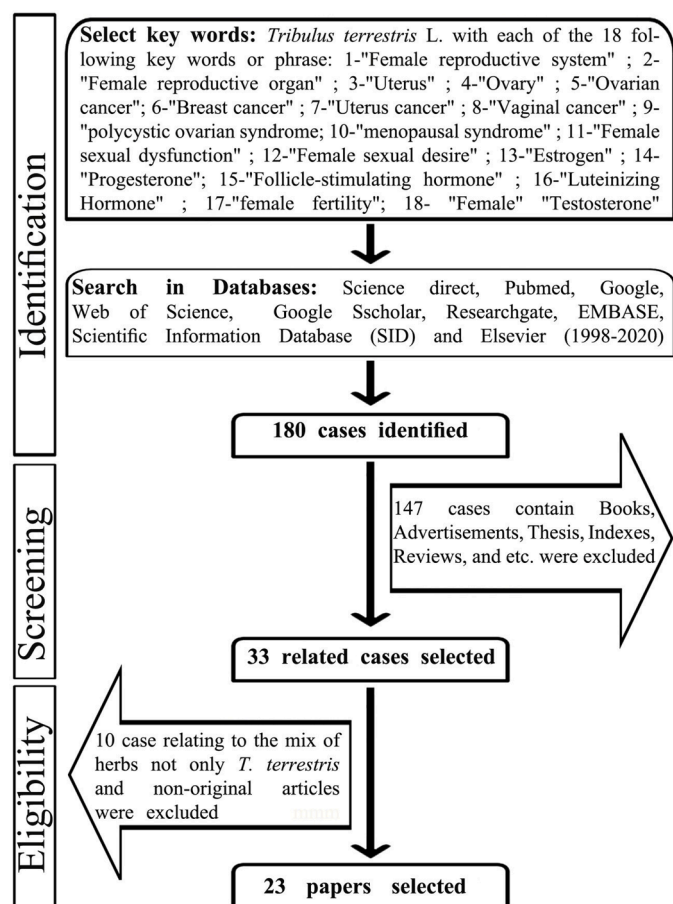 Identification
Select key words: Tribulus terrestris L. with each of the 18 fol-
lowing key words or phrase: 1-"Female reproductive system" ; 2-
"Female reproductive organ" ; 3-"Uterus" ; 4-"Ovary" ; 5-"Ovarian
cancer"; 6-"Breast cancer" ; 7-"Uterus cancer" ; 8-"Vaginal cancer" ; 9-
"polycystic ovarian syndrome; 10-"menopausal syndrome" ; 11-"Female
sexual dysfunction" ; 12-"Female sexual desire" ; 13-"Estrogen" ; 14-
"Progesterone"; 15-"Follicle-stimulating hormone" ; 16-"Luteinizing
Hormone" ; 17-"female fertility"; 18- "Female" "Testosterone"
Search in Databases: Science direct, Pubmed, Google,
Web of Science, Google Sscholar, Researchgate, EMBASE,
Scientific Information Database (SID) and Elsevier (1998-2020)
180 cases identified
Screening
147 cases contain Books,
Advertisements, Thesis, Indexes,
Reviews, and etc. were excluded
33 related cases selected
Eligibility
10 case relating to the mix of
herbs not only T. terrestris
and non-original articles
were excluded mmm
23 papers selected